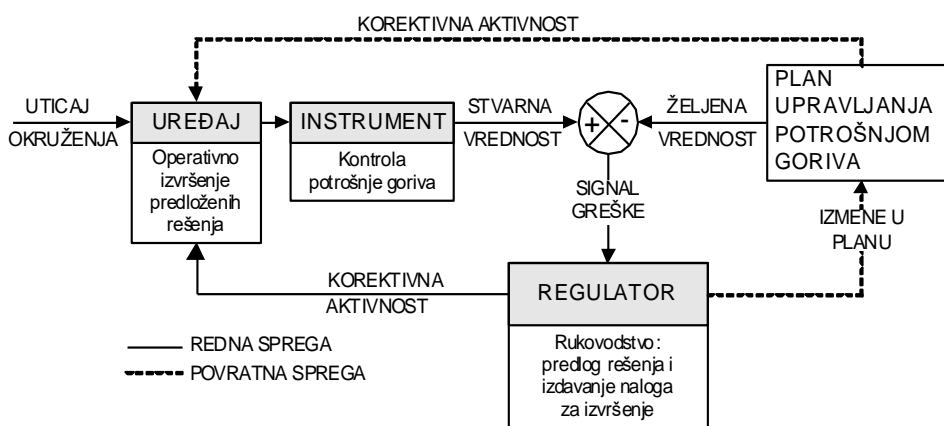 KOREKTIVNA AKTIVNOST
UTICAJ
OKRUŽENJA
UREĐAJ
Operativno
izvršenje
predloženih
rešenja
INSTRUMENT
Kontrola
potrošnje goriva
STVARNA
VREDNOST
+
-
ŽELJENA
VREDNOST
PLAN
UPRAVLJANJA
POTROŠNJOM
GORIVA
SIGNAL
GREŠKE
IZMENE U
PLANU
KOREKTIVNA
AKTIVNOST
REGULATOR
Rukovodstvo:
predlog rešenja i
izdavanje naloga
za izvršenje
REDNA SPREGA
POVRATNA SPREGA